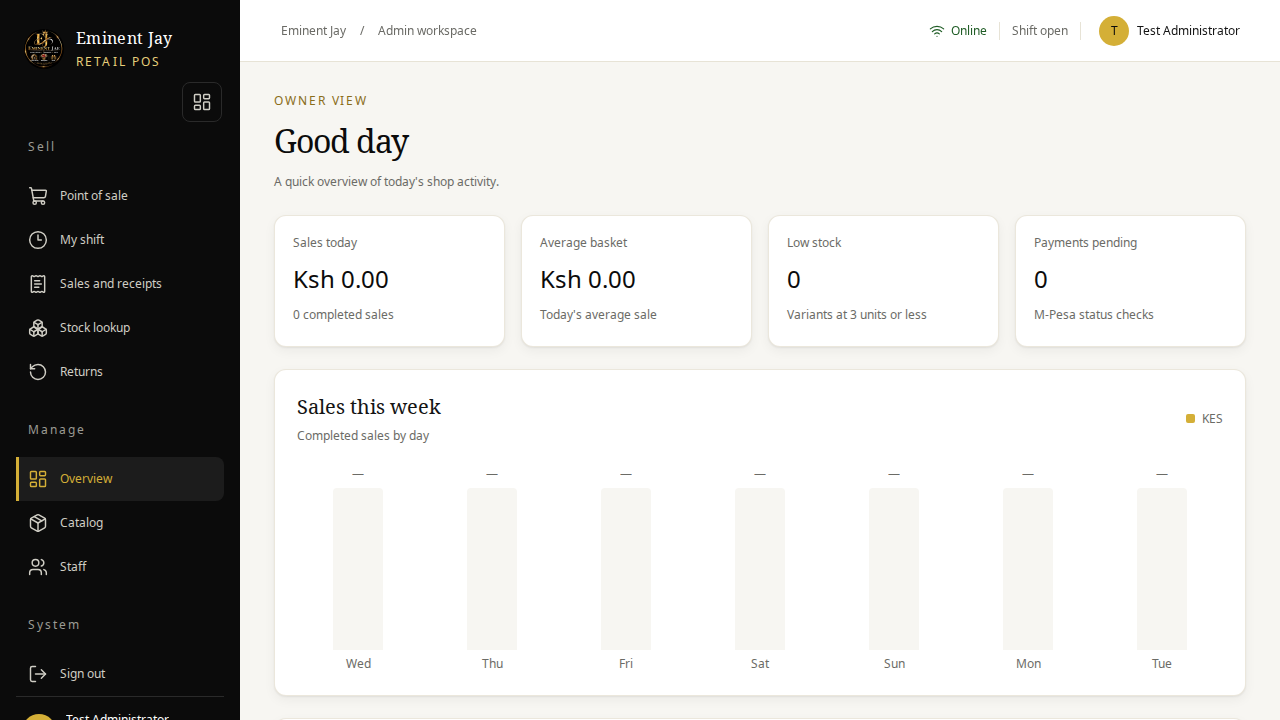 Eminent Jay
RETAIL POS
Sell
Point of sale
My shift
Sales and receipts
Stock lookup
Returns
Manage
Overview
Catalog
Staff
System
Sign out
Test Administrator
Eminent Jay / Admin workspace
Online
Shift open
T
Test Administrator
OWNER VIEW
Good day
A quick overview of today's shop activity.
Sales today
Ksh 0.00
0 completed sales
Average basket
Ksh 0.00
Today's average sale
Low stock
0
Variants at 3 units or less
Payments pending
0
M-Pesa status checks
Sales this week
Completed sales by day
KES
— — — — — — —
Wed Thu Fri Sat Sun Mon Tue